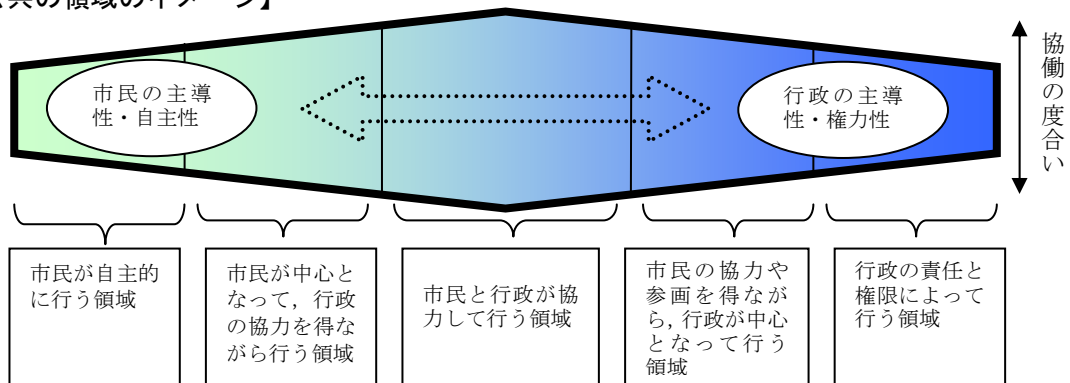 共の領域のイメージ】
協働の度合い
市民の主導
性・自主性
行政の主導
性・権力性
市民が自主的
に行う領域
市民が中心と
なって，行政
の協力を得な
がら行う領域
市民と行政が協
力して行う領域
市民の協力や
参画を得なが
ら，行政が中心
となって行う
領域
行政の責任と
権限によって
行う領域